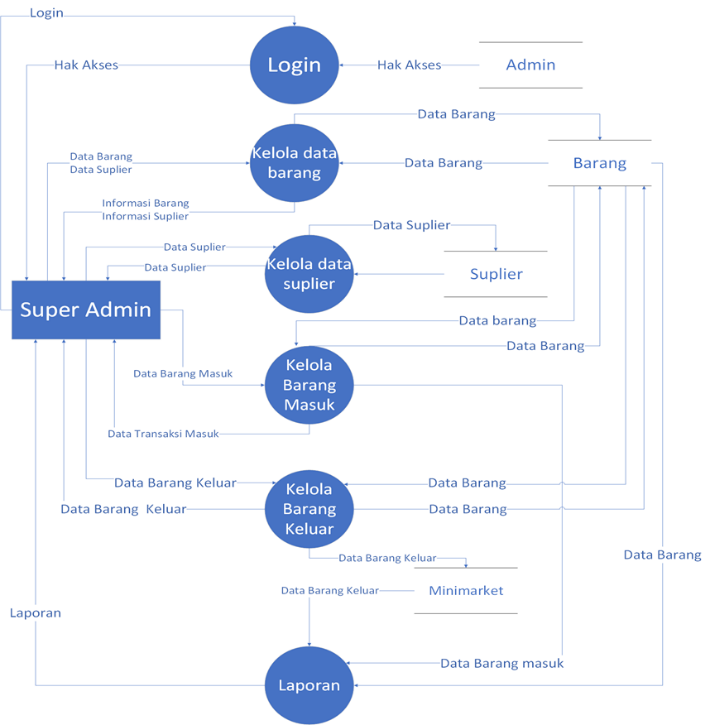 Login
Hak Akses
Login
Hak Akses
Admin
Data Barang
Data Barang
Data Suplier
Kelola data
barang
Data Barang
Barang
Informasi Barang
Informasi Suplier
Data Suplier
Data Suplier
Data Suplier
Kelola data
suplier
Suplier
Super Admin
Data barang
Data Barang
Data Barang Masuk
Kelola
Barang
Masuk
Data Transaksi Masuk
Data Barang Keluar
Data Barang Keluar
Kelola
Barang
Keluar
Data Barang
Data Barang
Data Barang
Data Barang Keluar
Data Barang Keluar
Minimarket
Laporan
Laporan
Data Barang masuk